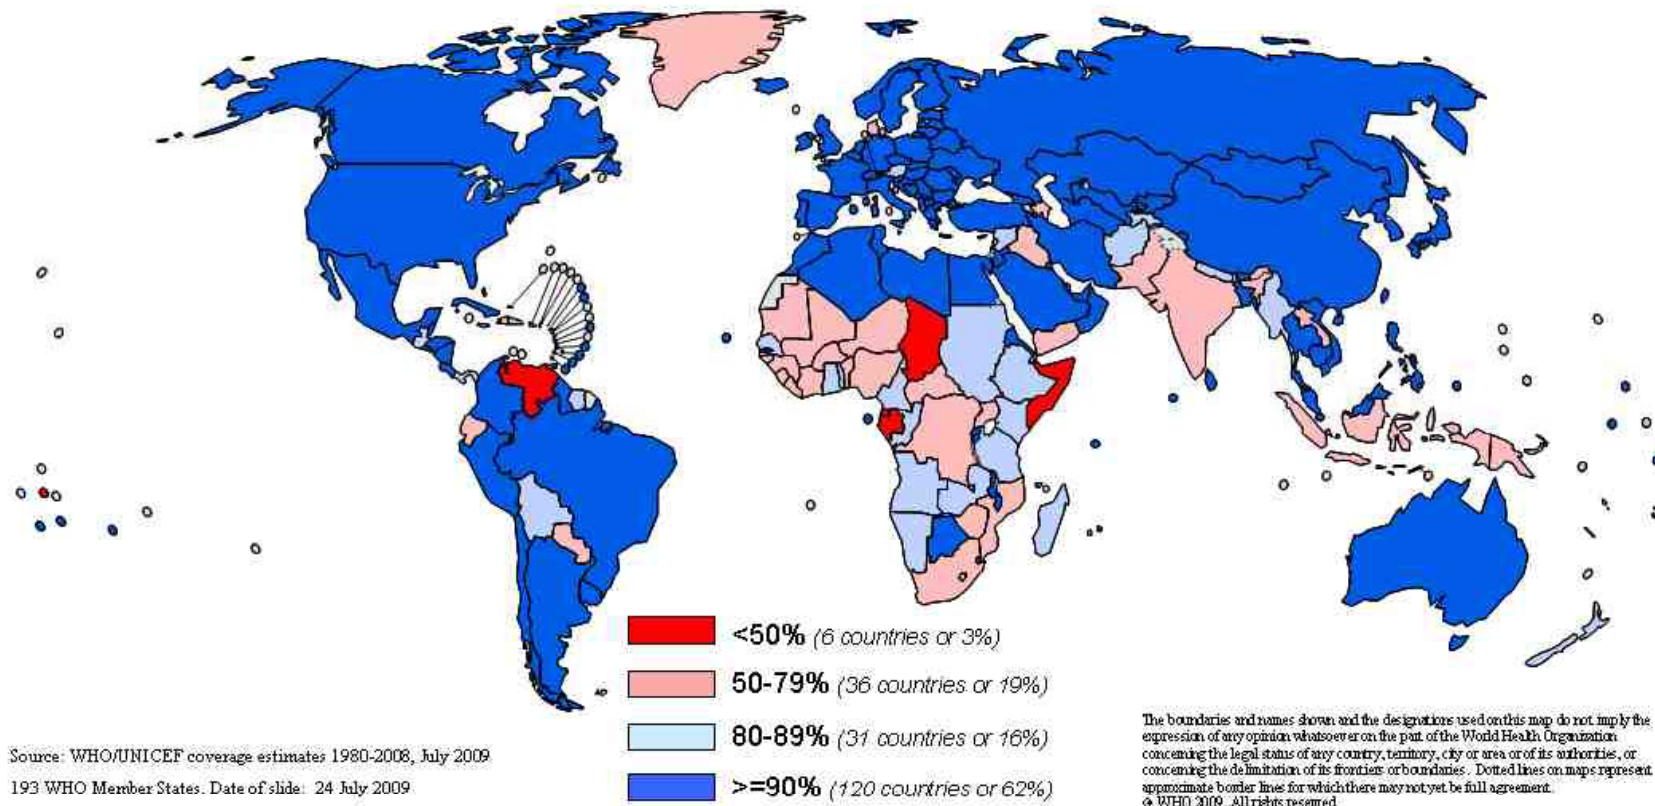 <50% (6 countries or 3%)
50-79% (36 countries or 19%)
80-89% (31 countries or 16%)
>=90% (120 countries or 62%)
Source: WHO/UNICEF coverage estimates 1980-2008, July 2009
193 WHO Member States. Date of slide: 24 July 2009
The boundaries and names shown and the designations used on this map do not imply the
expression of any opinion whatsoever on the part of the World Health Organization
concerning the legal status of any country, territory, city or area or of its authorities, or
concerning the delimitation of its frontiers or boundaries. Dotted lines on maps represent
approximate border lines for which there may not yet be full agreement.
© WHO 2009. All rights reserved